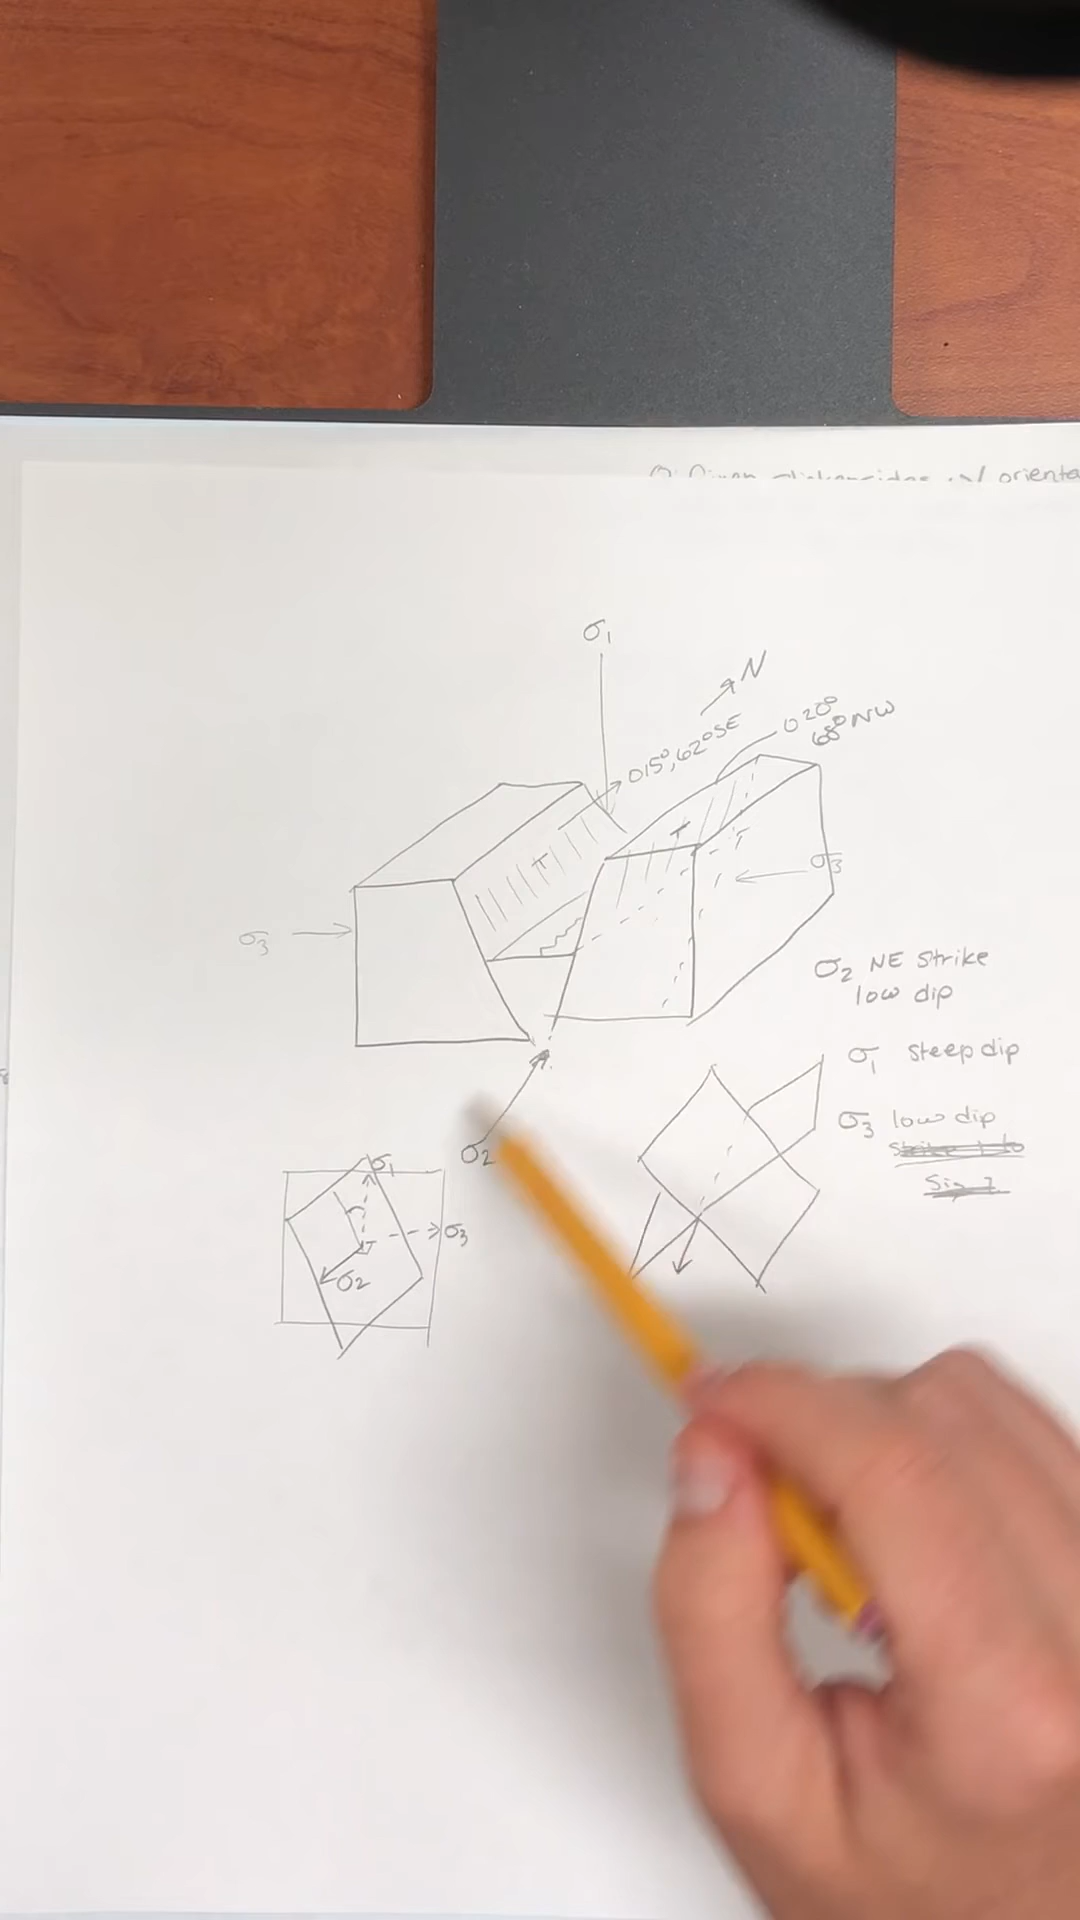 orienta
σ1
N
020°
68°NW
015°, 62°SE
σ3
σ3
σ2 NE Strike
low dip
σ1 steep dip
σ3 low dip
σ2
σ1
σ3
σ2